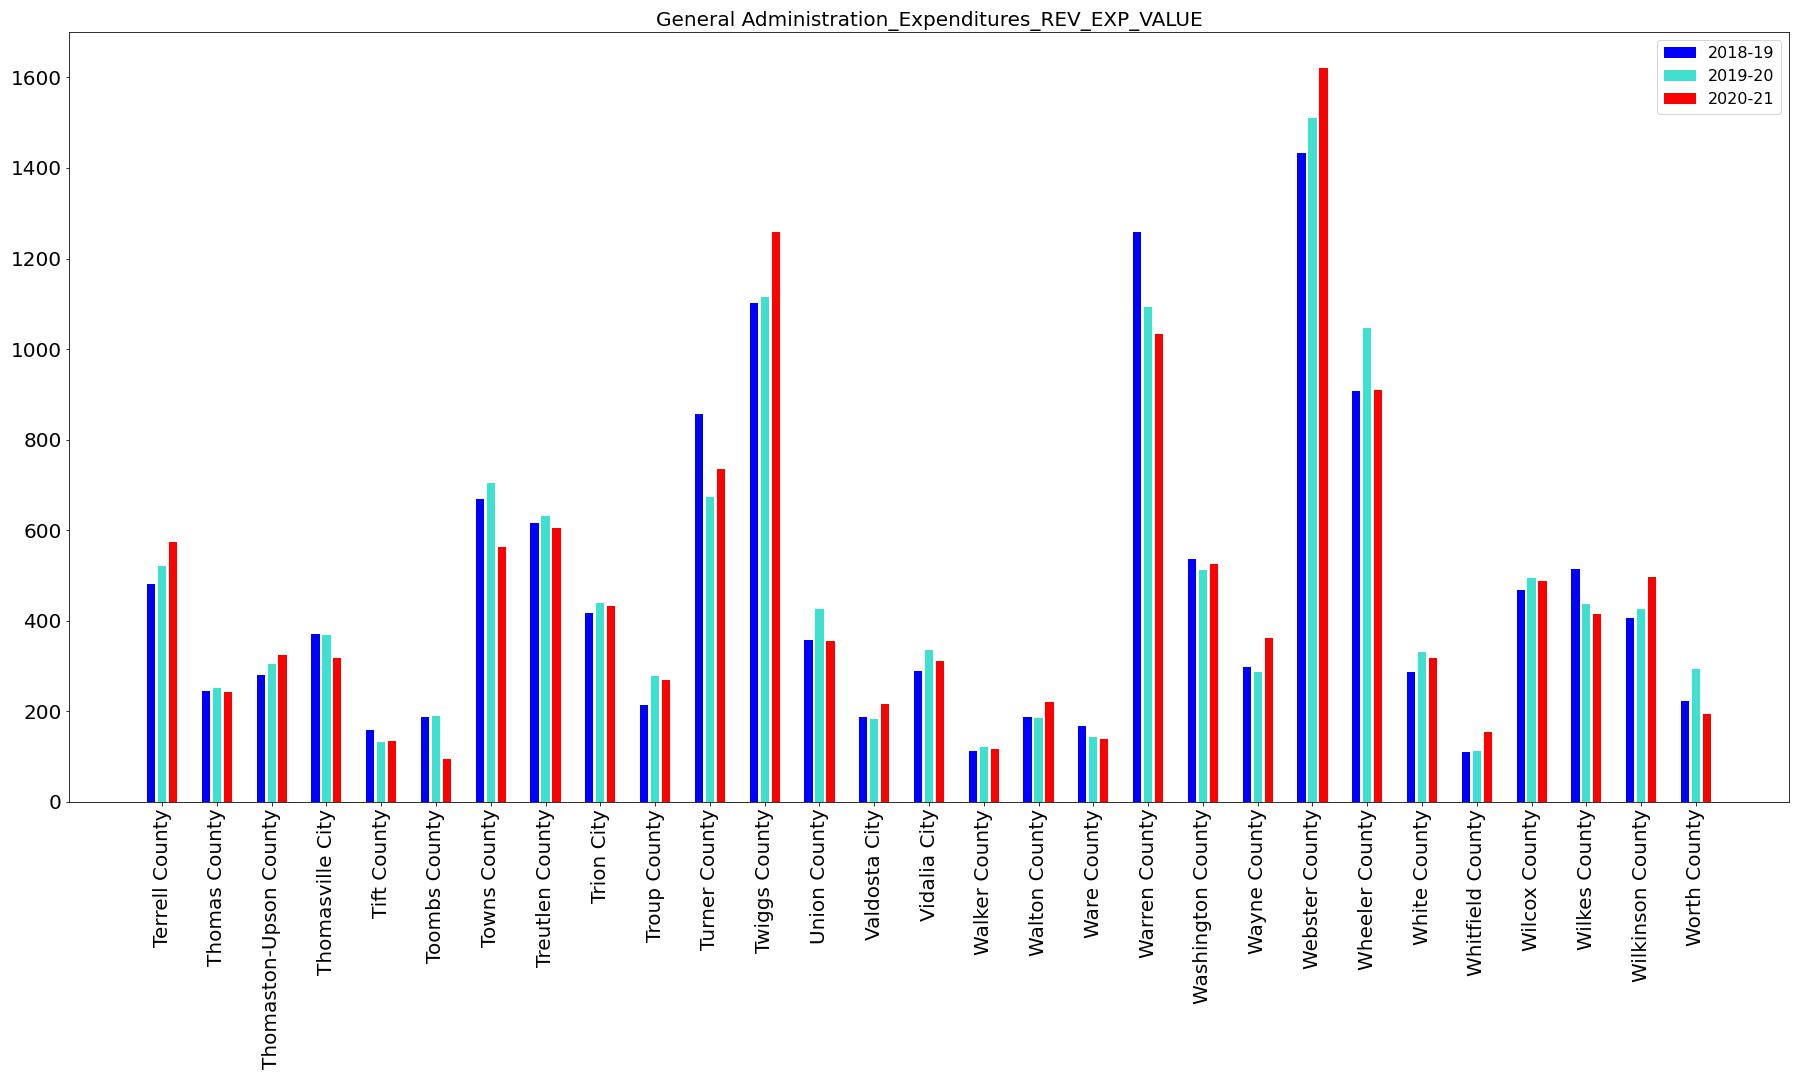 General Administration_Expenditures_REV_EXP_VALUE
2018-19
2019-20
2020-21
1600
1400
1200
1000
800
600
400
200
0
Terrell County
Thomas County
Thomaston-Upson County
Thomasville City
Tift County
Toombs County
Towns County
Treutlen County
Trion City
Troup County
Turner County
Twiggs County
Union County
Valdosta City
Vidalia City
Walker County
Walton County
Ware County
Warren County
Washington County
Wayne County
Webster County
Wheeler County
White County
Whitfield County
Wilcox County
Wilkes County
Wilkinson County
Worth County